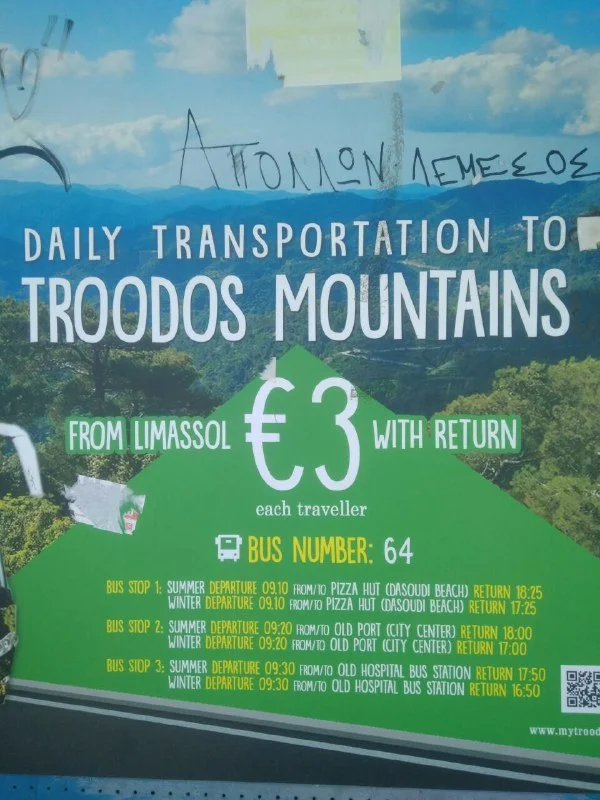 ΑΠΟΛΛΩΝ ΛΕΜΕΣΟΣ
DAILY TRANSPORTATION TO
TROODOS MOUNTAINS
FROM LIMASSOL €3 WITH RETURN
each traveller
BUS NUMBER: 64
BUS STOP 1: SUMMER DEPARTURE 09.10 FROM/TO PIZZA HUT (DASOUDI BEACH) RETURN 18:25
WINTER DEPARTURE 09.10 FROM/TO PIZZA HUT (DASOUDI BEACH) RETURN 17:25
BUS STOP 2: SUMMER DEPARTURE 09:20 FROM/TO OLD PORT (CITY CENTER) RETURN 18:00
WINTER DEPARTURE 09:20 FROM/TO OLD PORT (CITY CENTER) RETURN 17:00
BUS STOP 3: SUMMER DEPARTURE 09:30 FROM/TO OLD HOSPITAL BUS STATION RETURN 17:50
WINTER DEPARTURE 09:30 FROM/TO OLD HOSPITAL BUS STATION RETURN 16:50
www.mytrood